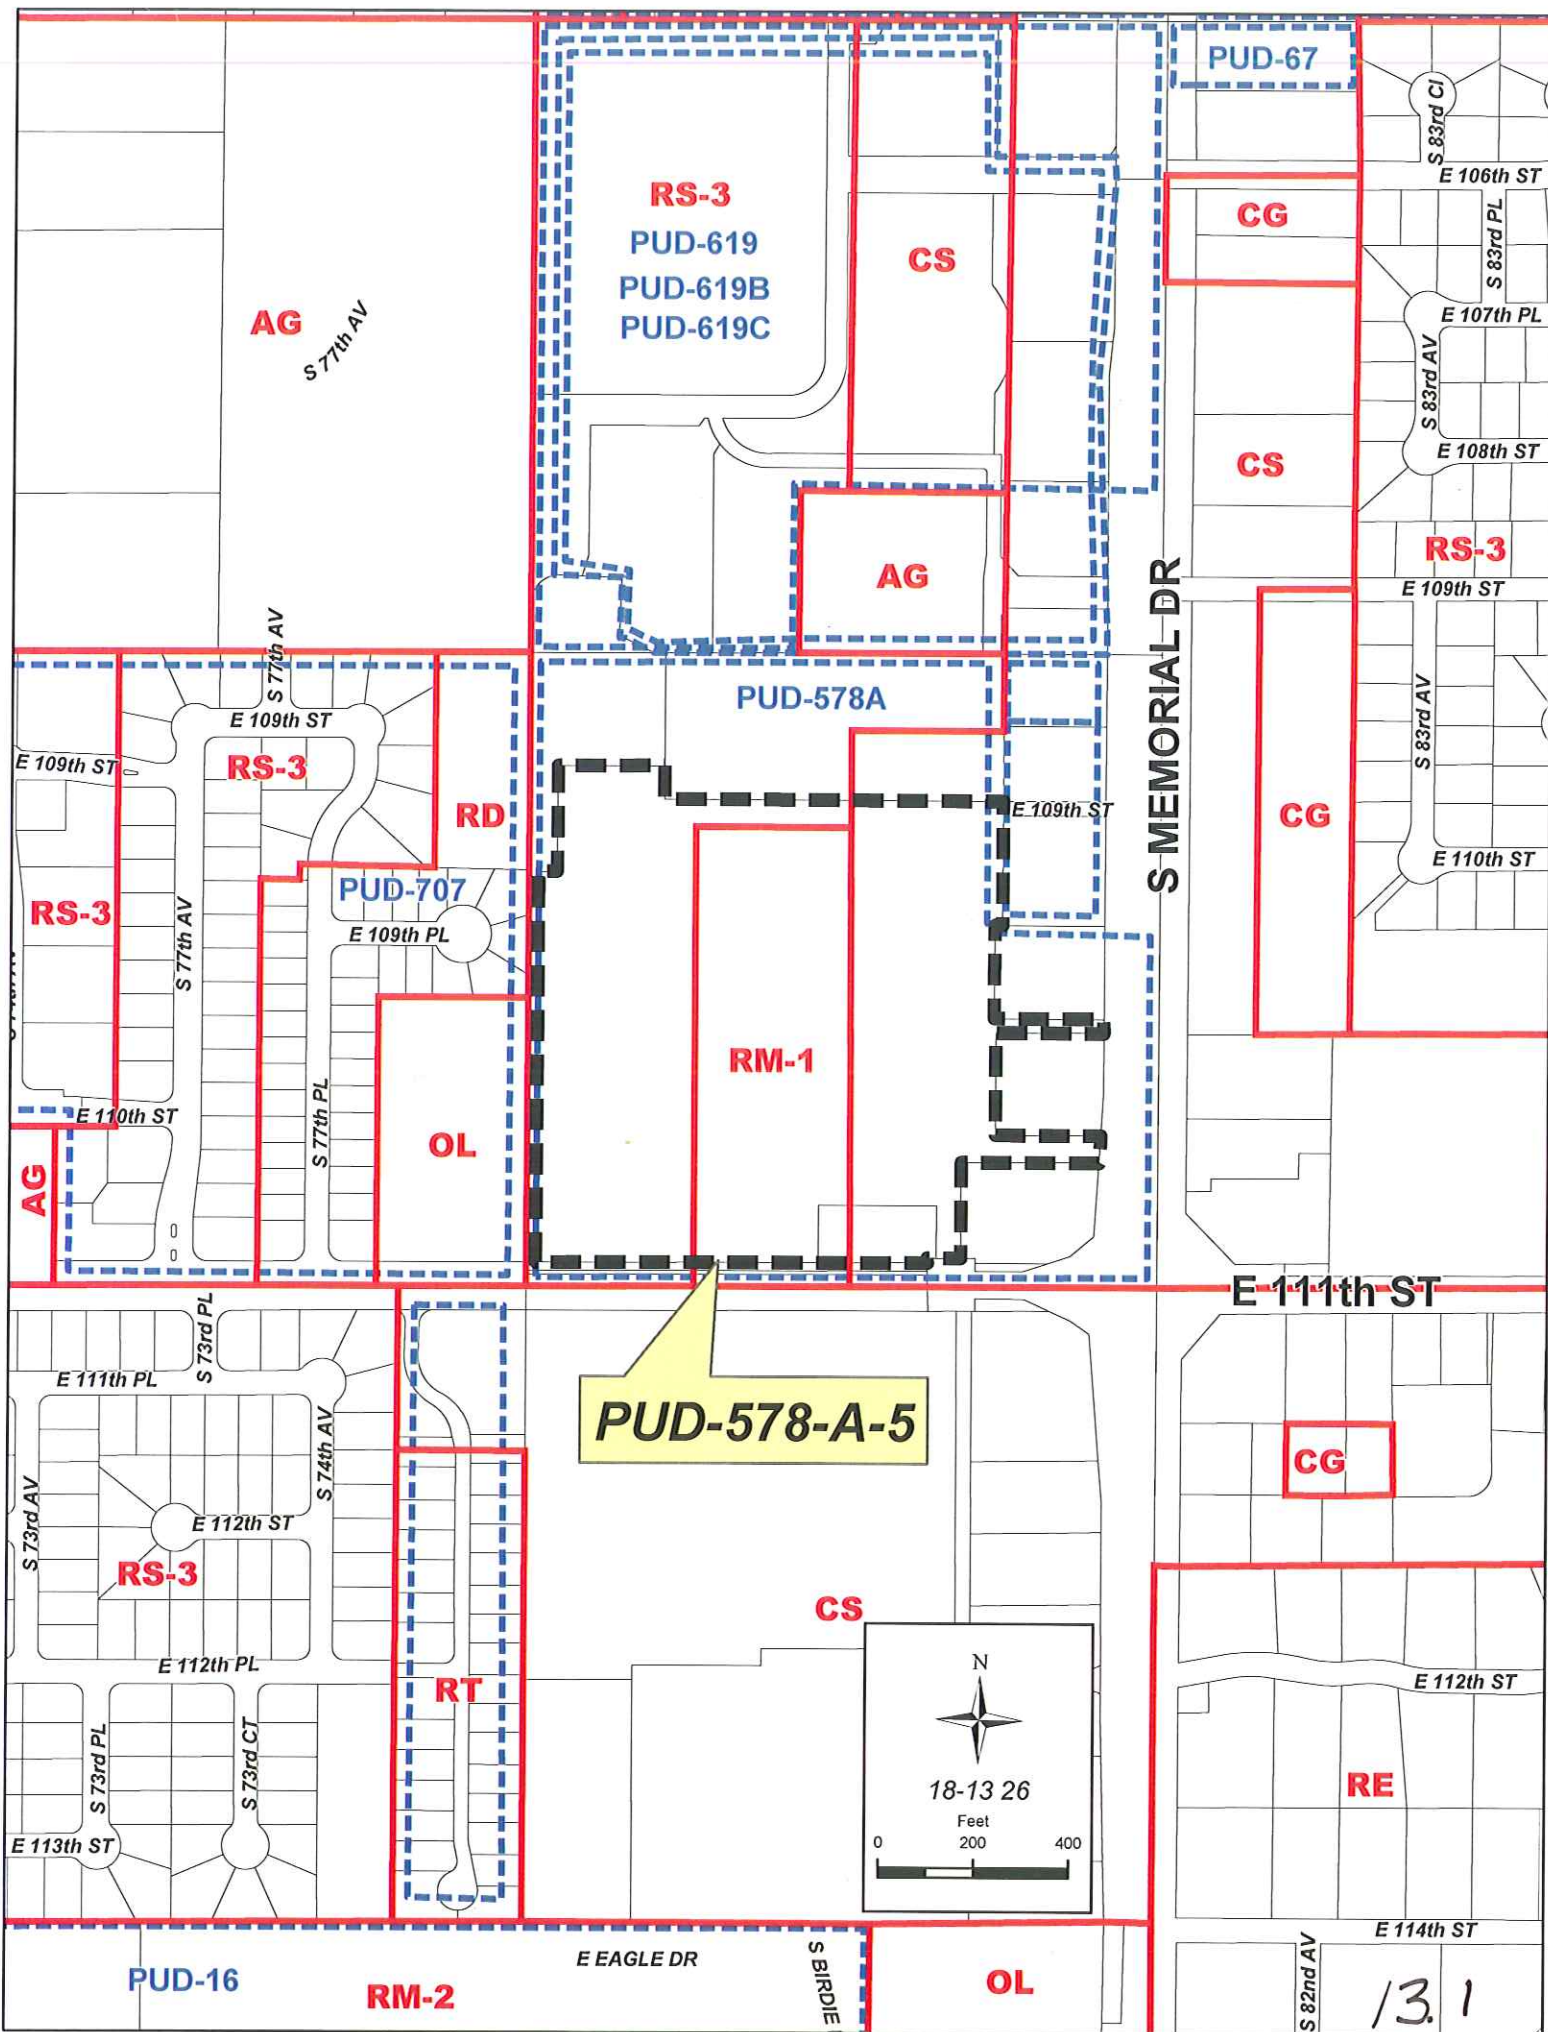 PUD-67
S 83rd CI
E 106th ST
RS-3
PUD-619
PUD-619B
PUD-619C
CS
CG
S 83rd PL
AG
S 77th AV
E 107th PL
S 83rd AV
E 108th ST
CS
RS-3
AG
E 109th ST
S MEMORIAL DR
S 77th AV
E 109th ST
PUD-578A
S 83rd AV
E 109th ST
RS-3
RD
E 109th ST
CG
E 110th ST
PUD-707
RS-3
S 77th AV
E 109th PL
RM-1
E 110th ST
S 77th PL
OL
AG
E 111th ST
S 73rd PL
E 111th PL
PUD-578-A-5
S 74th AV
CG
S 73rd AV
E 112th ST
RS-3
CS
E 112th PL
N
RT
E 112th ST
S 73rd PL
S 73rd CT
18-13 26
Feet
0 200 400
RE
E 113th ST
E 114th ST
E EAGLE DR
S BIRDIE
PUD-16
RM-2
OL
S 82nd AV
13.1